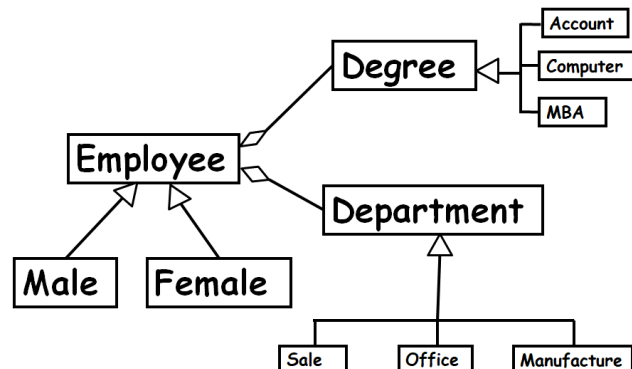 Account
Degree
Computer
MBA
Employee
Department
Male
Female
Sale
Office
Manufacture